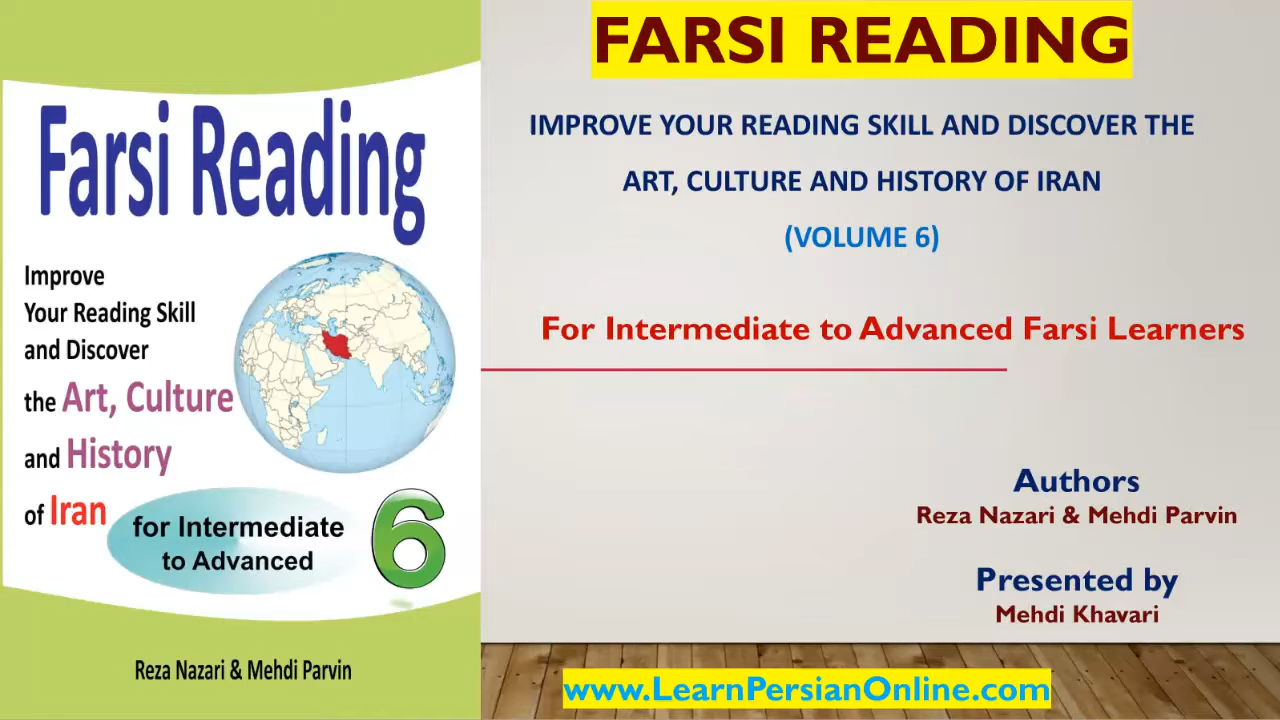 Farsi Reading
Improve
Your Reading Skill
and Discover
the Art, Culture
and History
of Iran
for Intermediate
to Advanced
6
Reza Nazari & Mehdi Parvin
FARSI READING
IMPROVE YOUR READING SKILL AND DISCOVER THE
ART, CULTURE AND HISTORY OF IRAN
(VOLUME 6)
For Intermediate to Advanced Farsi Learners
Authors
Reza Nazari & Mehdi Parvin
Presented by
Mehdi Khavari
www.LearnPersianOnline.com